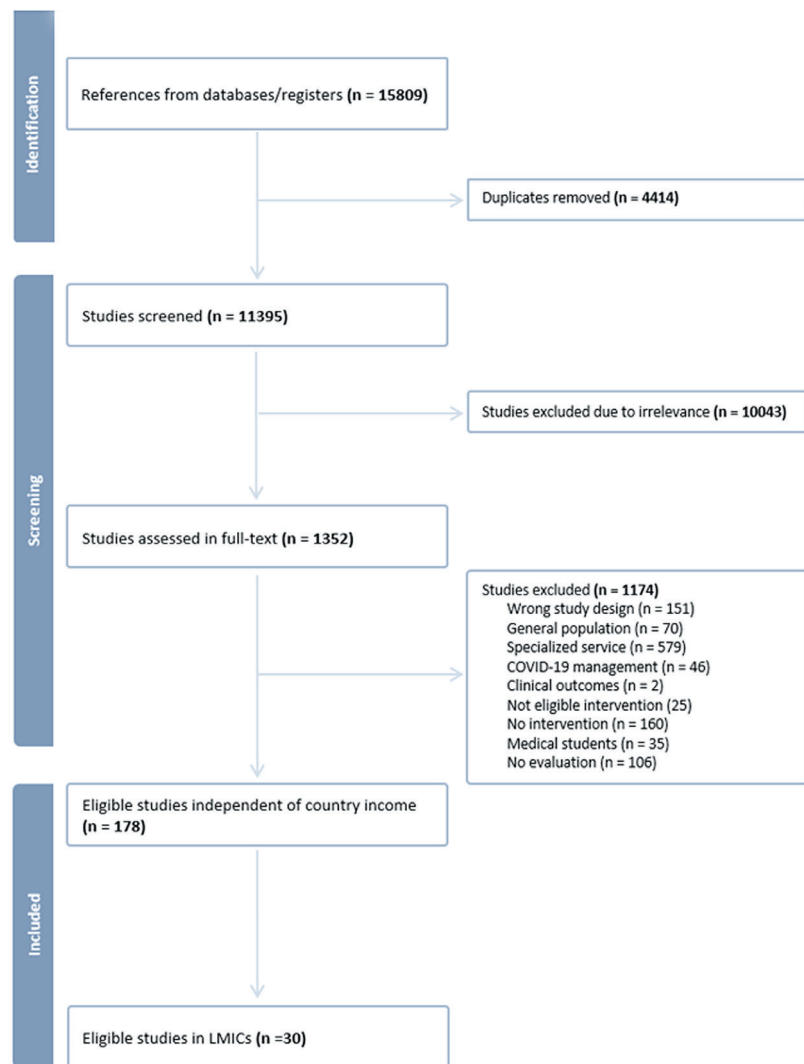 Identification
References from databases/registers (n = 15809)
Duplicates removed (n = 4414)
Screening
Studies screened (n = 11395)
Studies excluded due to irrelevance (n = 10043)
Studies assessed in full-text (n = 1352)
Studies excluded (n = 1174)
Wrong study design (n = 151)
General population (n = 70)
Specialized service (n = 579)
COVID-19 management (n = 46)
Clinical outcomes (n = 2)
Not eligible intervention (25)
No intervention (n = 160)
Medical students (n = 35)
No evaluation (n = 106)
Included
Eligible studies independent of country income
(n = 178)
Eligible studies in LMICs (n =30)